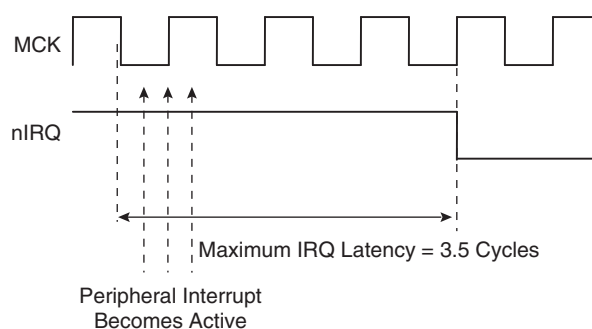 MCK
nIRQ
Maximum IRQ Latency = 3.5 Cycles
Peripheral Interrupt
Becomes Active